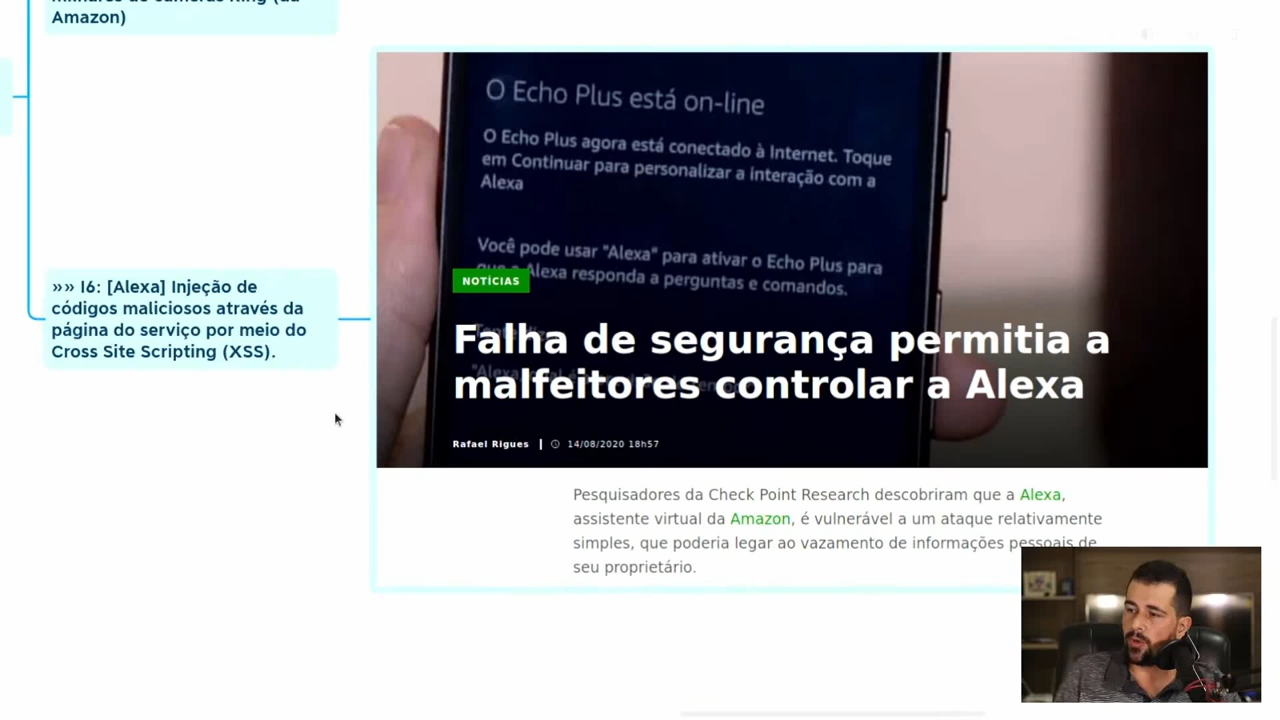 Amazon)
»» I6: [Alexa] Injeção de
códigos maliciosos através da
página do serviço por meio do
Cross Site Scripting (XSS).
O Echo Plus está on-line
O Echo Plus agora está conectado à Internet. Toque
em Continuar para personalizar a interação com a
Alexa
Você pode usar "Alexa" para ativar o Echo Plus para
que a Alexa responda a perguntas e comandos.
NOTÍCIAS
Falha de segurança permitia a
malfeitores controlar a Alexa
Rafael Rigues | 14/08/2020 18h57
Pesquisadores da Check Point Research descobriram que a Alexa,
assistente virtual da Amazon, é vulnerável a um ataque relativamente
simples, que poderia legar ao vazamento de informações pessoais de
seu proprietário.